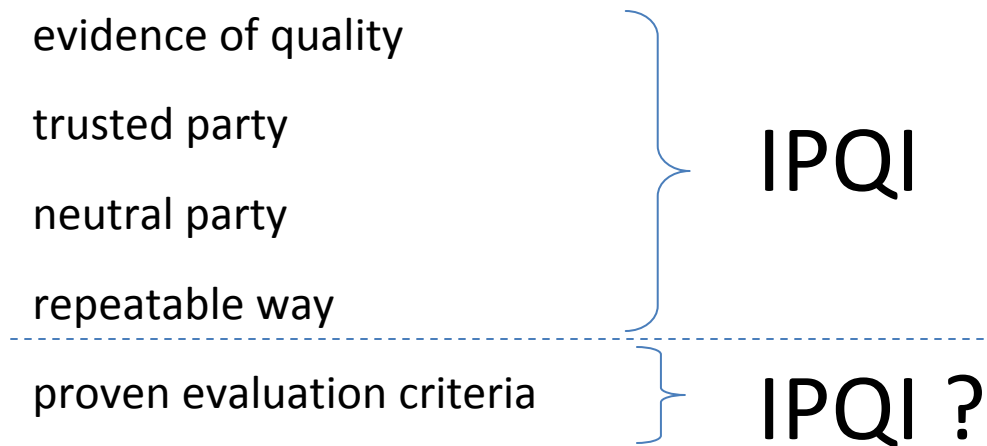 evidence of quality
trusted party
neutral party
repeatable way
IPQI
proven evaluation criteria
IPQI ?